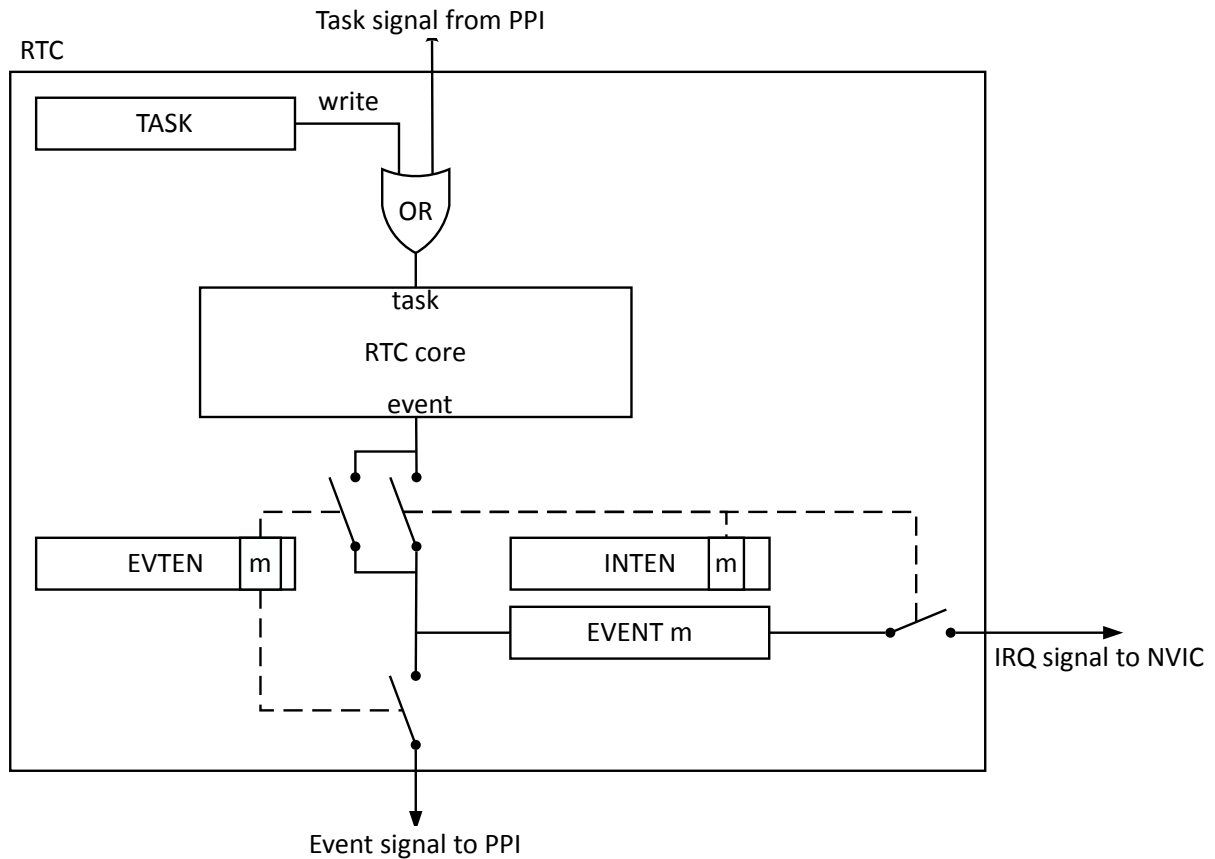 Task signal from PPI
RTC
write
TASK
OR
task
RTC core
event
EVTEN m
INTEN m
EVENT m
IRQ signal to NVIC
Event signal to PPI